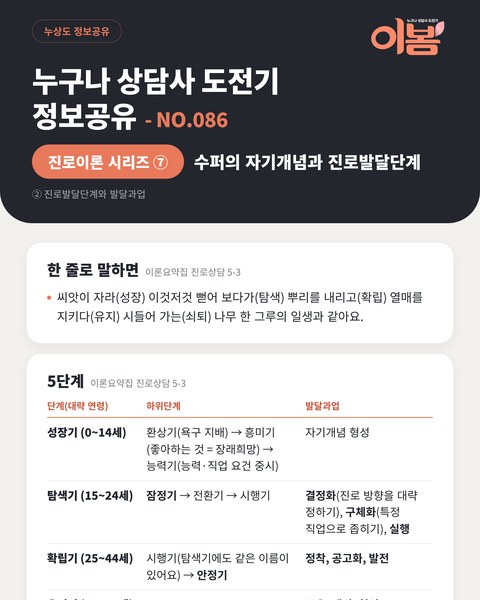 누상도 정보공유
누구나 상담사 도전기
이봄
누구나 상담사 도전기
정보공유 - NO.086
진로이론 시리즈 ⑦ 수퍼의 자기개념과 진로발달단계
② 진로발달단계와 발달과업
한 줄로 말하면 이론요약집 진로상담 5-3
• 씨앗이 자라(성장) 이것저것 뻗어 보다가(탐색) 뿌리를 내리고(확립) 열매를
지키다(유지) 시들어 가는(쇠퇴) 나무 한 그루의 일생과 같아요.
5단계 이론요약집 진로상담 5-3
단계(대략 연령) 하위단계 발달과업
성장기 (0~14세) 환상기(욕구 지배) → 흥미기 자기개념 형성
(좋아하는 것 = 장래희망) →
능력기(능력·직업 요건 중시)
탐색기 (15~24세) 잠정기 → 전환기 → 시행기 결정화(진로 방향을 대략
정하기), 구체화(특정
직업으로 좁히기), 실행
확립기 (25~44세) 시행기(탐색기에도 같은 이름이 정착, 공고화, 발전
있어요) → 안정기